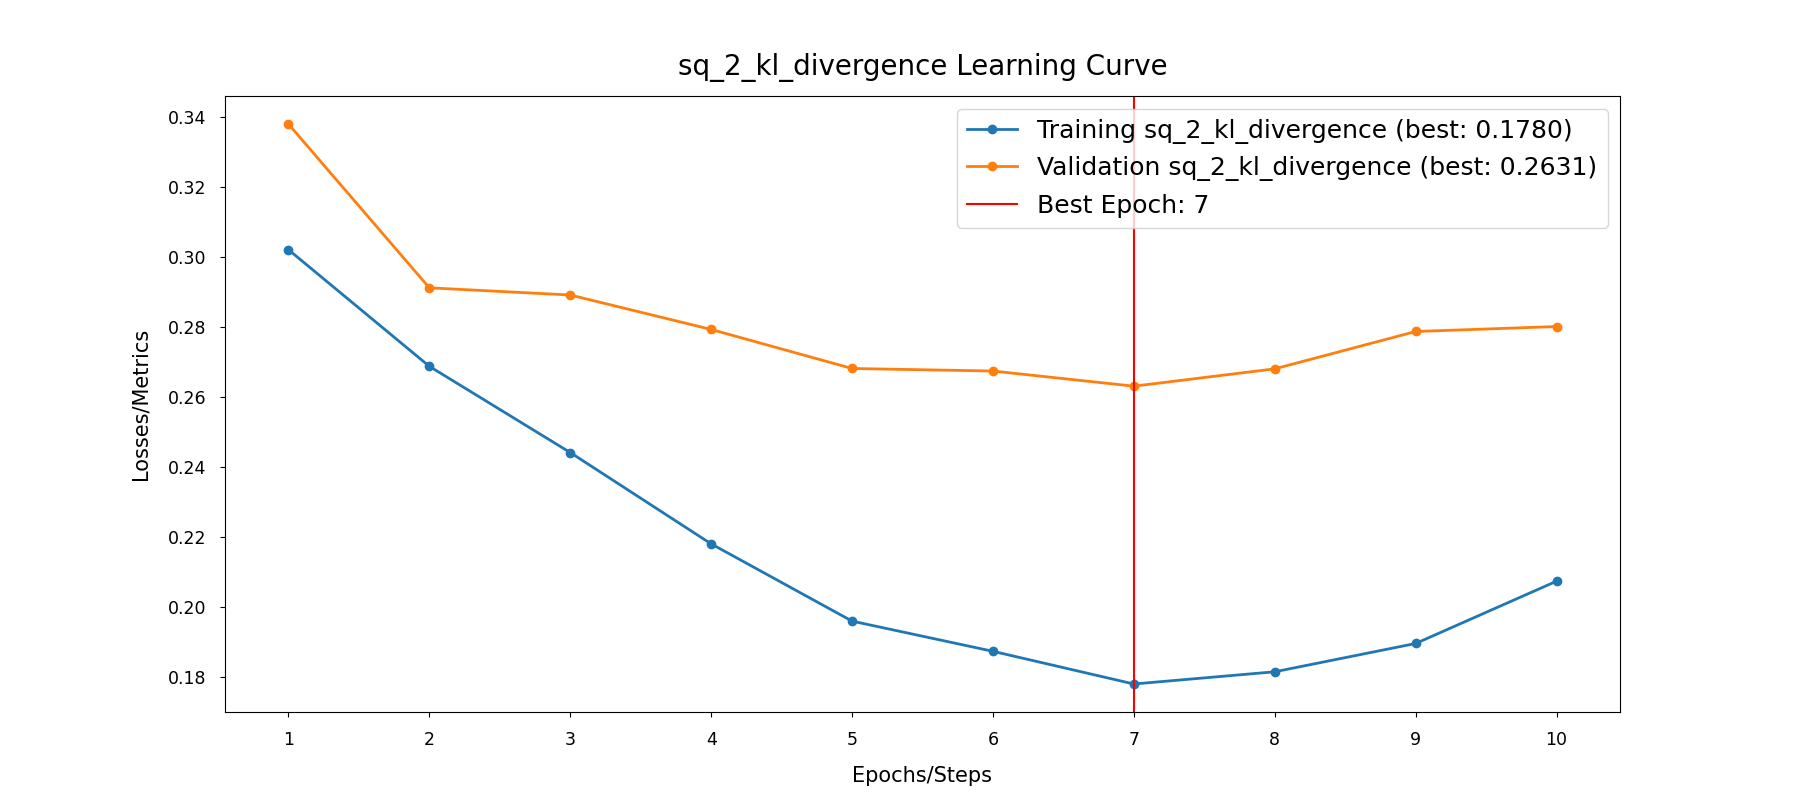 sq_2_kl_divergence Learning Curve
Training sq_2_kl_divergence (best: 0.1780)
Validation sq_2_kl_divergence (best: 0.2631)
Best Epoch: 7
Losses/Metrics
0.34
0.32
0.30
0.28
0.26
0.24
0.22
0.20
0.18
1 2 3 4 5 6 7 8 9 10
Epochs/Steps